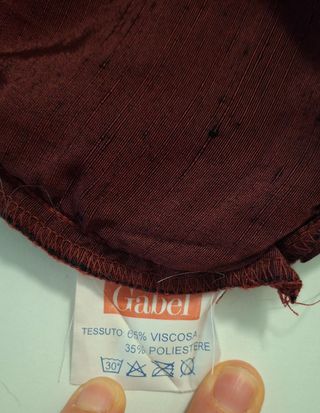 Gabel
TESSUTO 65% VISCOSA
35% POLIESTERE
30°